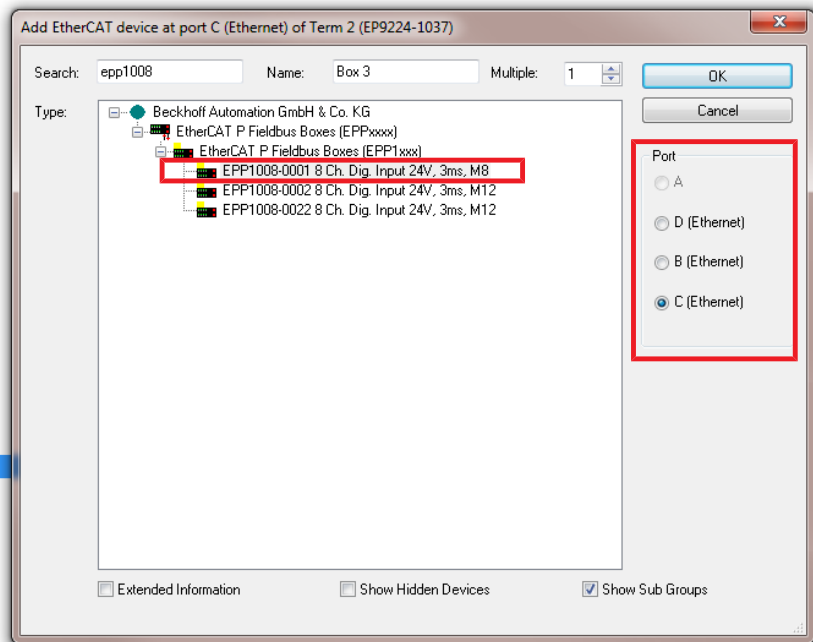 Add EtherCAT device at port C (Ethernet) of Term 2 (EP9224-1037)
Search: epp1008 Name: Box 3 Multiple: 1 OK
Type: Cancel
Beckhoff Automation GmbH & Co. KG
EtherCAT P Fieldbus Boxes (EPPxxxx)
EtherCAT P Fieldbus Boxes (EPP1xxx)
EPP1008-0001 8 Ch. Dig. Input 24V, 3ms, M8
EPP1008-0002 8 Ch. Dig. Input 24V, 3ms, M12
EPP1008-0022 8 Ch. Dig. Input 24V, 3ms, M12
Port
A
D (Ethernet)
B (Ethernet)
C (Ethernet)
Extended Information Show Hidden Devices Show Sub Groups